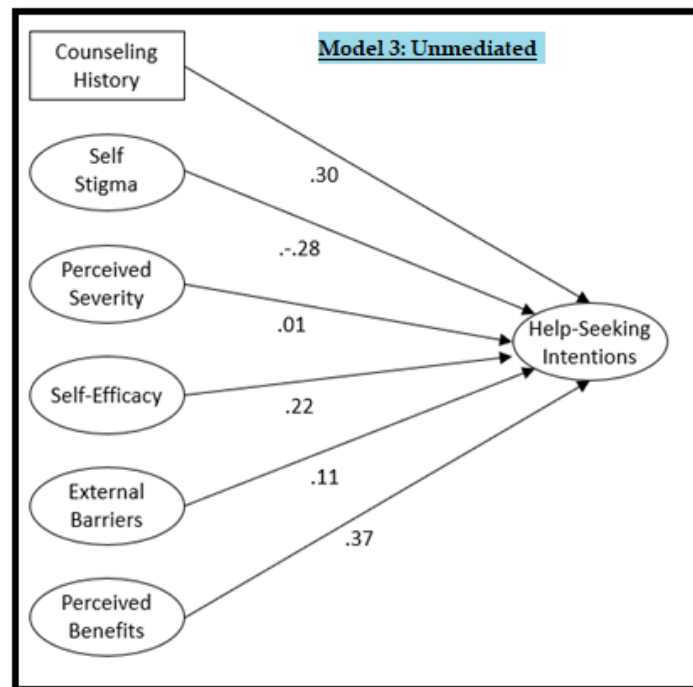 Model 3: Unmediated
Counseling
History
.30
Self
Stigma
.-.28
Perceived
Severity
.01
Help-Seeking
Intentions
Self-Efficacy
.22
External
Barriers
.11
.37
Perceived
Benefits